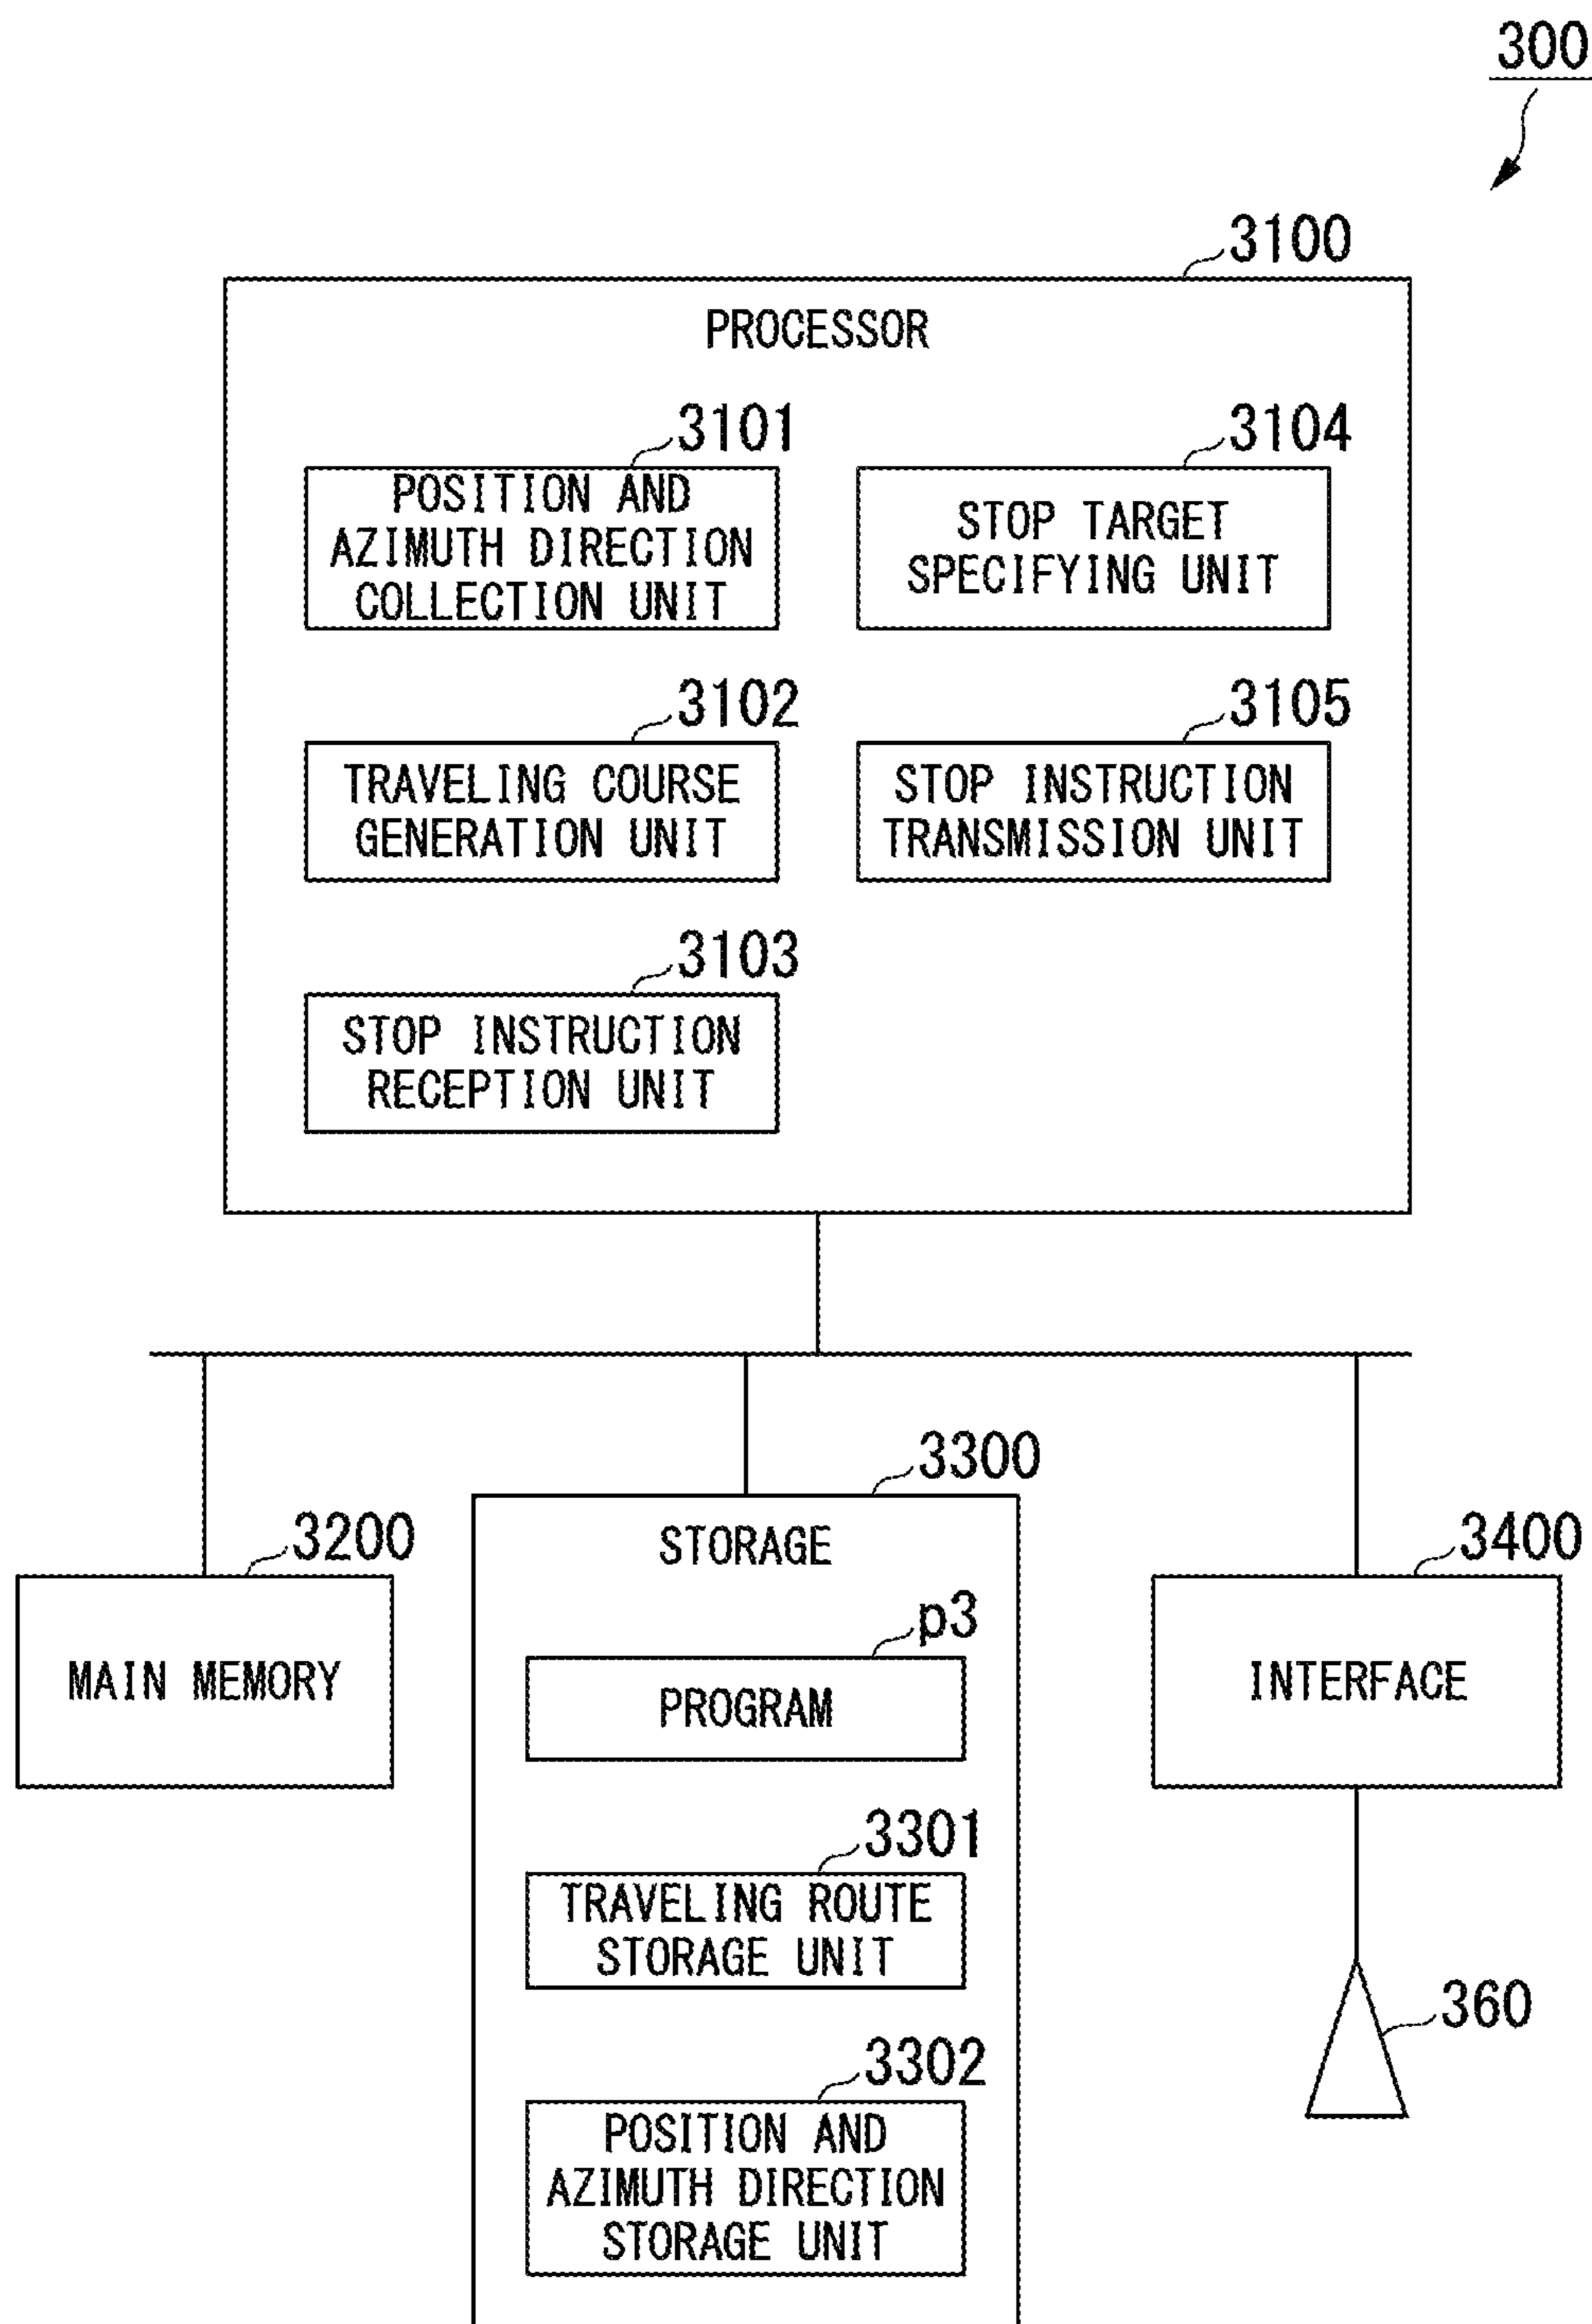 300
3100
PROCESSOR
3101
POSITION AND
AZIMUTH DIRECTION
COLLECTION UNIT
3104
STOP TARGET
SPECIFYING UNIT
3102
TRAVELING COURSE
GENERATION UNIT
3105
STOP INSTRUCTION
TRANSMISSION UNIT
3103
STOP INSTRUCTION
RECEPTION UNIT
3200
MAIN MEMORY
3300
STORAGE
p3
PROGRAM
3301
TRAVELING ROUTE
STORAGE UNIT
3302
POSITION AND
AZIMUTH DIRECTION
STORAGE UNIT
3400
INTERFACE
360